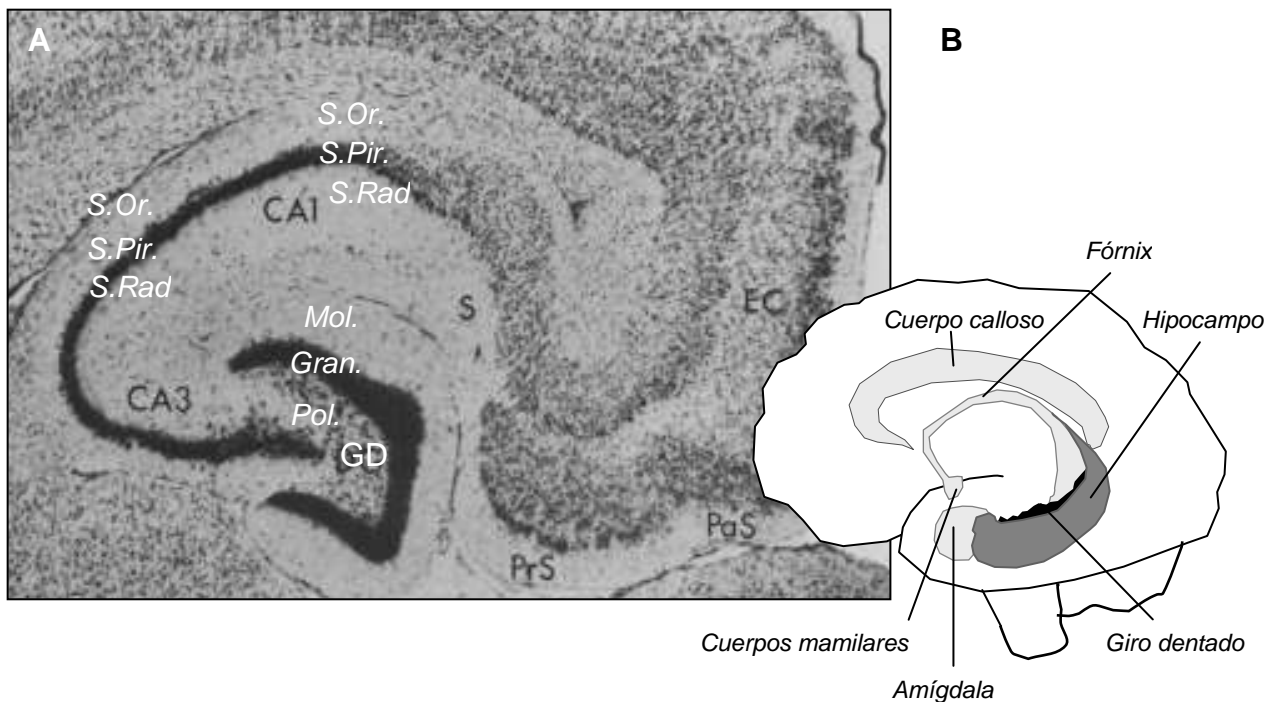 A
S.Or.
S.Pir.
S.Rad
CA1
S.Or.
S.Pir.
S.Rad
Mol.
Gran.
Pol.
GD
CA3
S
EC
PrS
PaS
B
Fórnix
Cuerpo calloso
Hipocampo
Cuerpos mamilares
Giro dentado
Amígdala